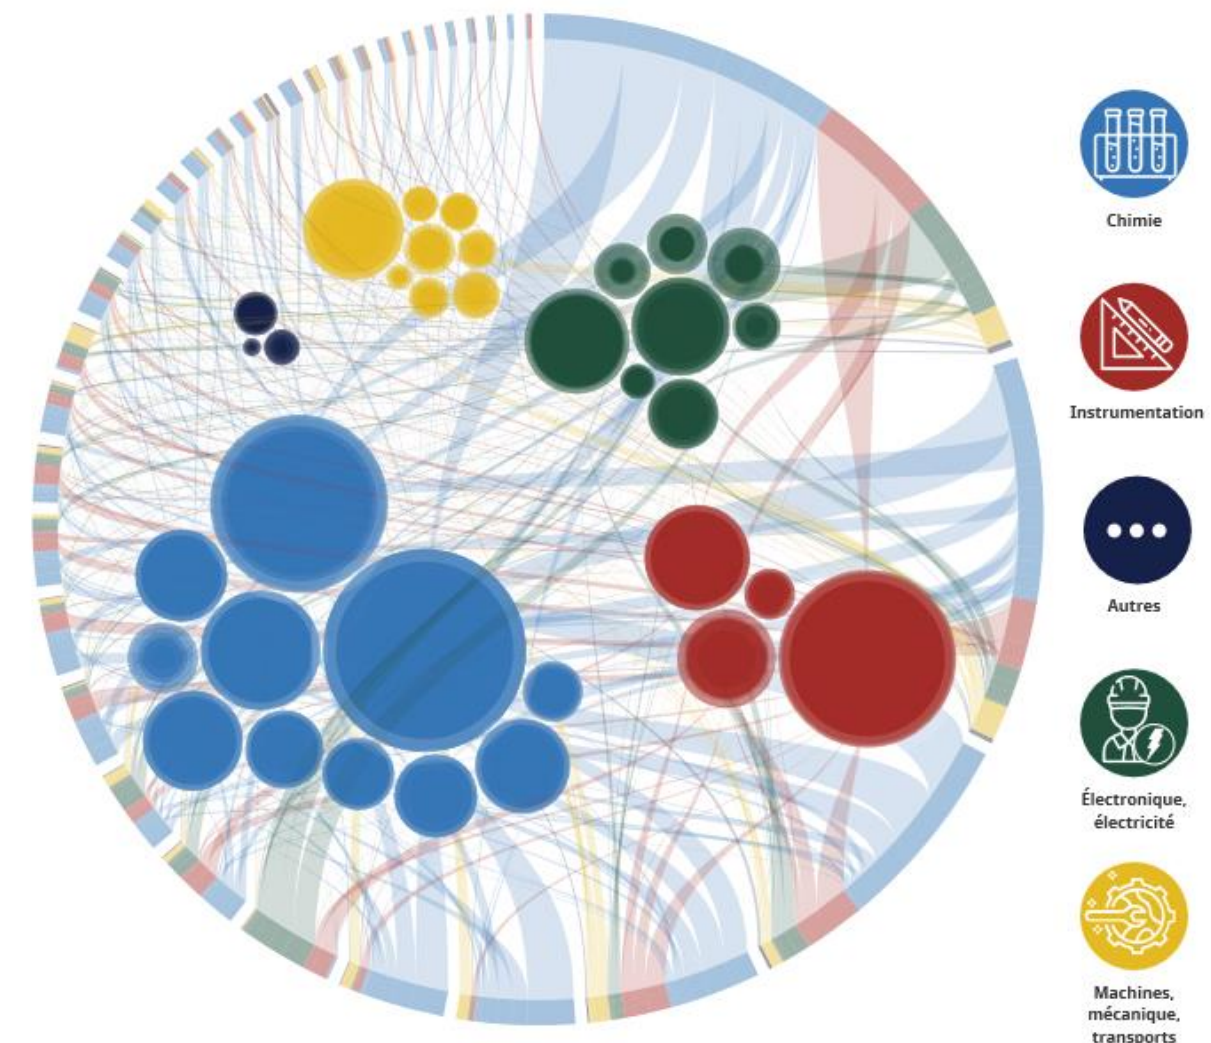 Chimie
Instrumentation
Autres
Électronique,
électricité
Machines,
mécanique,
transports